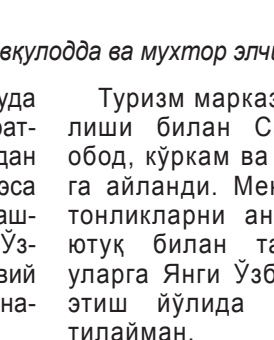 вқулодда ва мухтор элчи
уда
рат-
дан
эса
аш-
Ўз-
вий
на-
Туризм марказ
лиши билан С
обод, кўркам ва
га айланди. Мен
тонликларни ан
ютуқ билан та
уларга Янги Ўзб
этиш йўлида
тилайман.